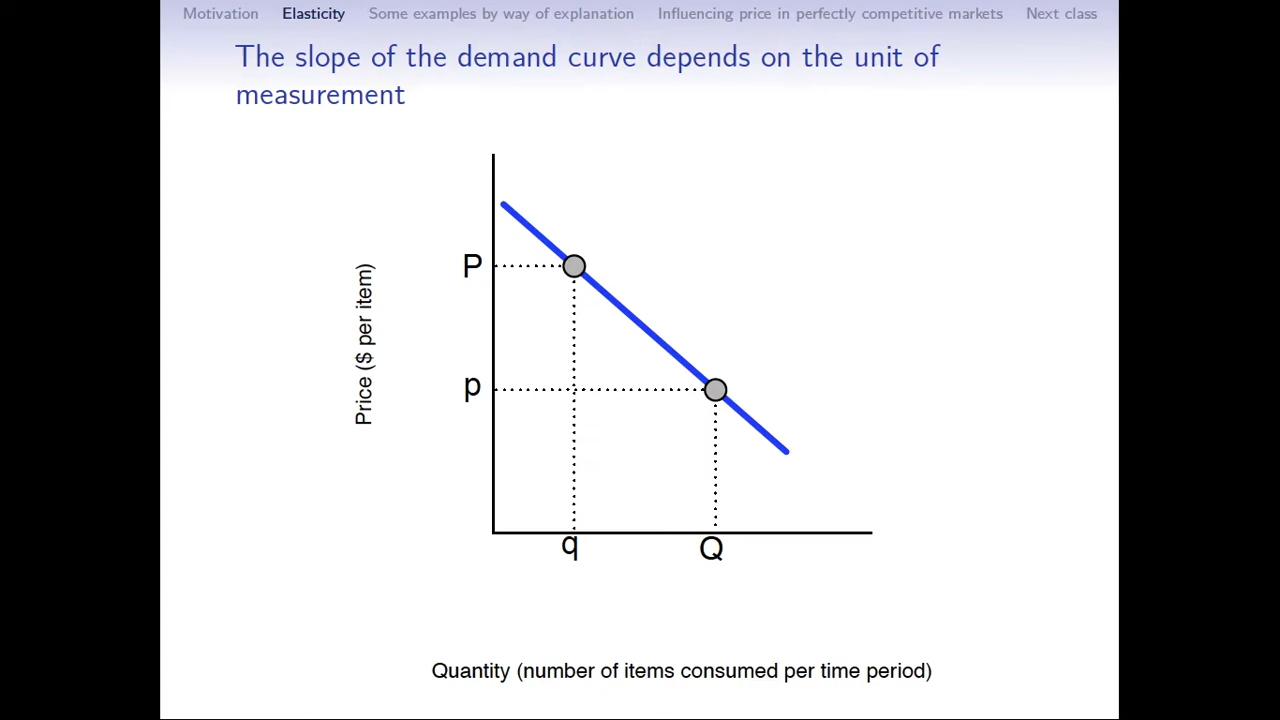 Motivation Elasticity Some examples by way of explanation Influencing price in perfectly competitive markets Next class
The slope of the demand curve depends on the unit of
measurement
Price ($ per item)
P
p
q Q
Quantity (number of items consumed per time period)